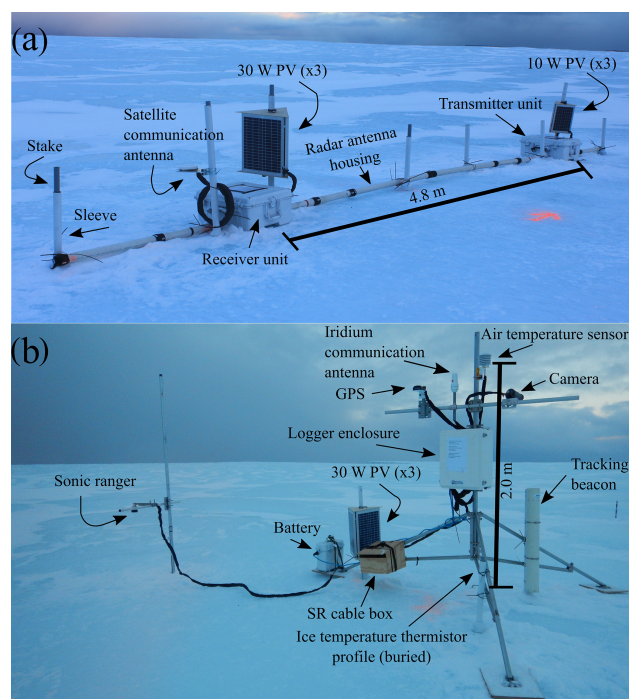 (a)
30 W PV (x3)
10 W PV (x3)
Satellite
communication
antenna
Transmitter unit
Stake
Radar antenna
housing
4.8 m
Sleeve
Receiver unit
(b)
Iridium
communication
antenna
Air temperature sensor
GPS
Camera
Logger enclosure
30 W PV (x3)
2.0 m
Tracking
beacon
Sonic ranger
Battery
SR cable box
Ice temperature thermistor
profile (buried)